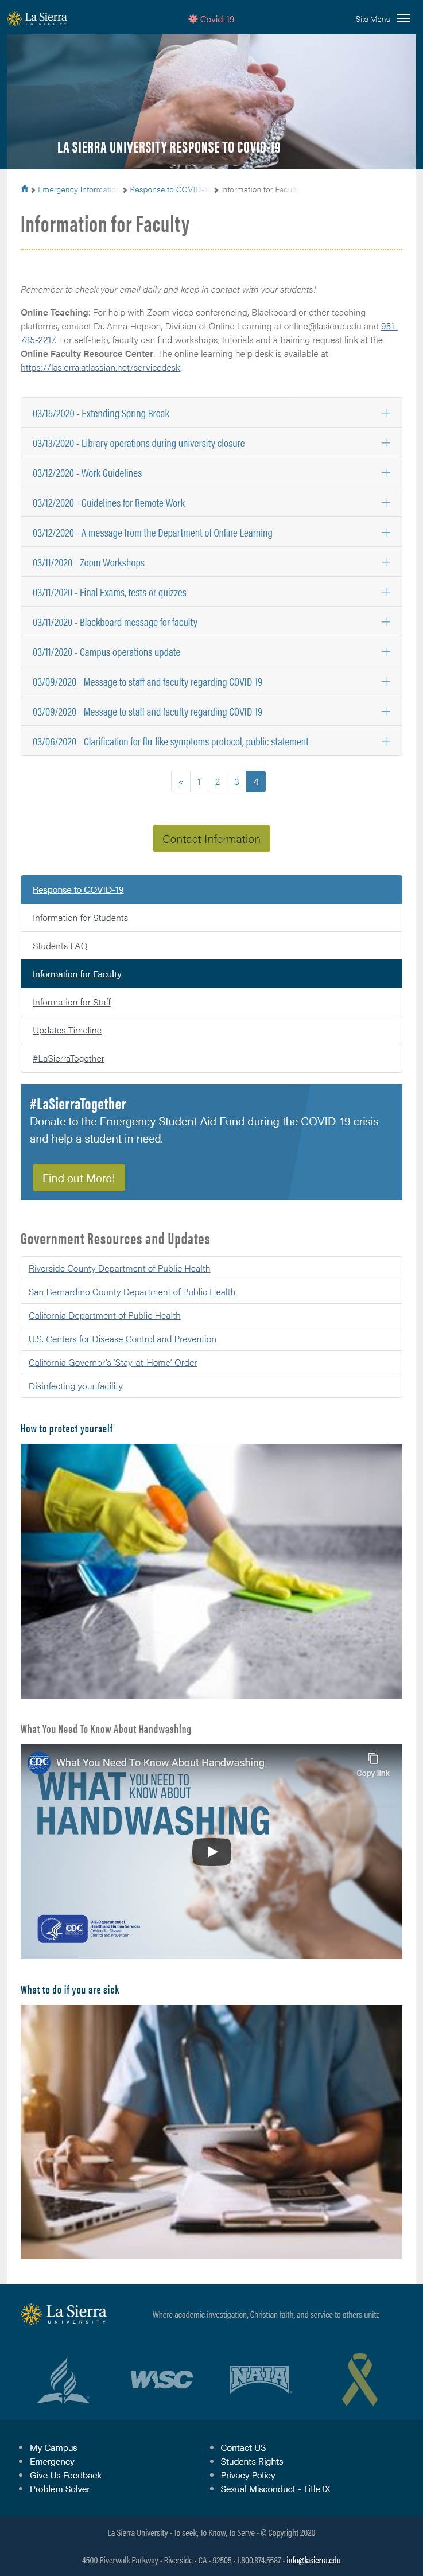 La Sierra
UNIVERSITY
Covid-19
Site Menu
LA SIERRA UNIVERSITY RESPONSE TO COVID-19
Emergency Information
Response to COVID-19
Information for Faculty
Information for Faculty
Remember to check your email daily and keep in contact with your students!
Online Teaching: For help with Zoom video conferencing, Blackboard or other teaching
platforms, contact Dr. Anna Hopson, Division of Online Learning at online@lasierra.edu and 951-
785-2217. For self-help, faculty can find workshops, tutorials and a training request link at the
Online Faculty Resource Center. The online learning help desk is available at
https://lasierra.atlassian.net/servicedesk.
03/15/2020 - Extending Spring Break
03/13/2020 - Library operations during university closure
03/12/2020 - Work Guidelines
03/12/2020 - Guidelines for Remote Work
03/12/2020 - A message from the Department of Online Learning
03/11/2020 - Zoom Workshops
03/11/2020 - Final Exams, tests or quizzes
03/11/2020 - Blackboard message for faculty
03/11/2020 - Campus operations update
03/09/2020 - Message to staff and faculty regarding COVID-19
03/09/2020 - Message to staff and faculty regarding COVID-19
03/06/2020 - Clarification for flu-like symptoms protocol, public statement
« 1 2 3 4
Contact Information
Response to COVID-19
Information for Students
Students FAQ
Information for Faculty
Information for Staff
Updates Timeline
#LaSierraTogether
#LaSierraTogether
Donate to the Emergency Student Aid Fund during the COVID-19 crisis
and help a student in need.
Find out More!
Government Resources and Updates
Riverside County Department of Public Health
San Bernardino County Department of Public Health
California Department of Public Health
U.S. Centers for Disease Control and Prevention
California Governor's 'Stay-at-Home' Order
Disinfecting your facility
How to protect yourself
What You Need To Know About Handwashing
CDC What You Need To Know About Handwashing
Copy link
WHAT YOU NEED TO
KNOW ABOUT
HANDWASHING
CDC
U.S. Department of
Health and Human Services
Centers for Disease
Control and Prevention
What to do if you are sick
La Sierra
UNIVERSITY
Where academic investigation, Christian faith, and service to others unite
WASC
NAIA
My Campus
Emergency
Give Us Feedback
Problem Solver
Contact US
Students Rights
Privacy Policy
Sexual Misconduct - Title IX
La Sierra University - To seek, To Know, To Serve - © Copyright 2020
4500 Riverwalk Parkway - Riverside - CA - 92505 - 1.800.874.5587 - info@lasierra.edu